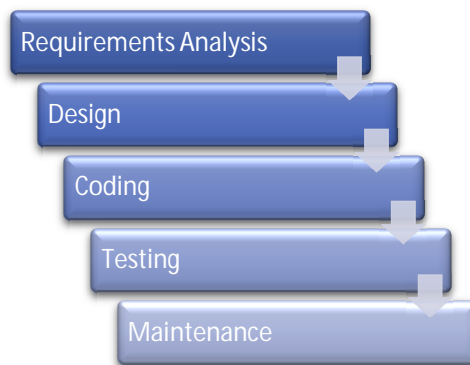 Requirements Analysis
Design
Coding
Testing
Maintenance